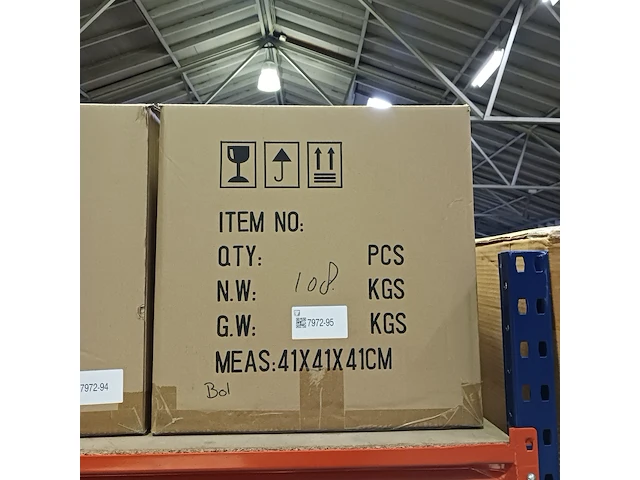 ITEM NO:
QTY: PCS
108.
N.W: KGS
7972-95
G.W: KGS
MEAS:41X41X41CM
7972-94
Bol